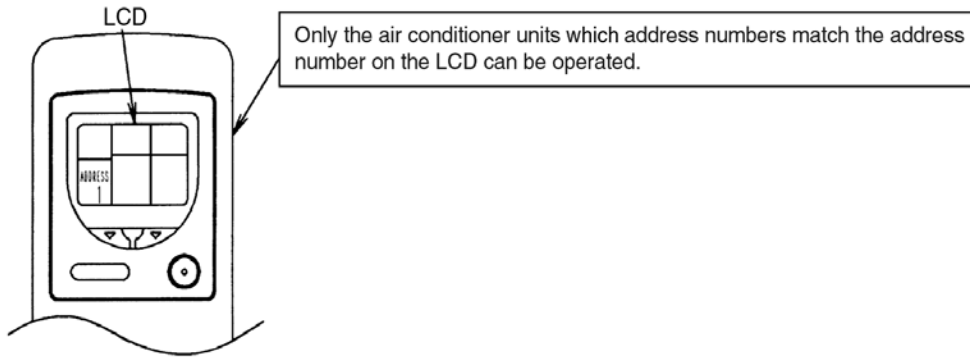 LCD
Only the air conditioner units which address numbers match the address
number on the LCD can be operated.
ADDRESS
1